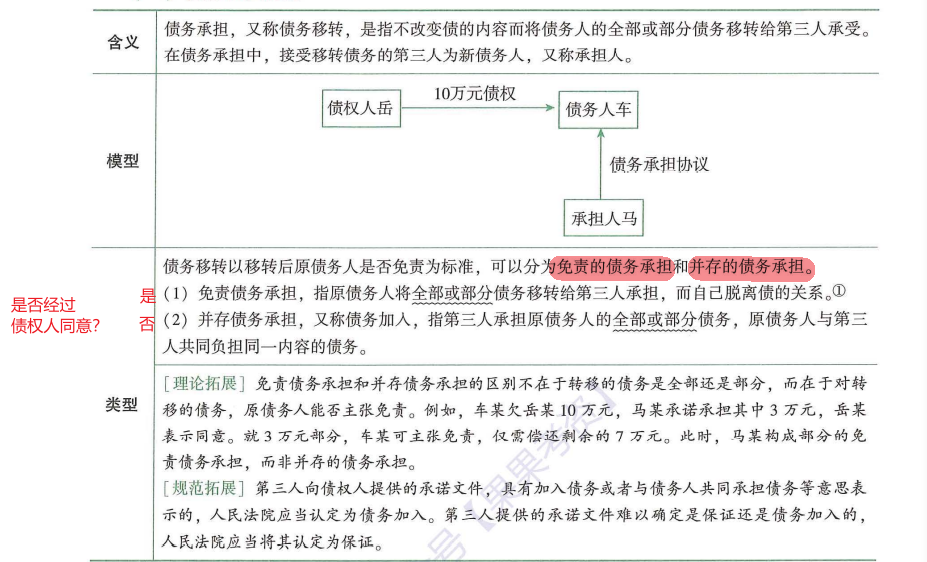 含义
债务承担，又称债务移转，是指不改变债的内容而将债务人的全部或部分债务移转给第三人承受。
在债务承担中，接受移转债务的第三人为新债务人，又称承担人。
模型
债权人岳
10万元债权
债务人车
债务承担协议
承担人马
类型
债务移转以移转后原债务人是否免责为标准，可以分为免责的债务承担和并存的债务承担。
是否经过
债权人同意？
是
否
（1）免责债务承担，指原债务人将全部或部分债务移转给第三人承担，而自己脱离债的关系。①
（2）并存债务承担，又称债务加入，指第三人承担原债务人的全部或部分债务，原债务人与第三
人共同负担同一内容的债务。
［理论拓展］免责债务承担和并存债务承担的区别不在于转移的债务是全部还是部分，而在于对转
移的债务，原债务人能否主张免责。例如，车某欠岳某 10 万元，马某承诺承担其中 3 万元，岳某
表示同意。就 3 万元部分，车某可主张免责，仅需偿还剩余的 7 万元。此时，马某构成部分的免
责债务承担，而非并存的债务承担。
［规范拓展］第三人向债权人提供的承诺文件，具有加入债务或者与债务人共同承担债务等意思表
示的，人民法院应当认定为债务加入。第三人提供的承诺文件难以确定是保证还是债务加入的，
人民法院应当将其认定为保证。
号【果果考径】